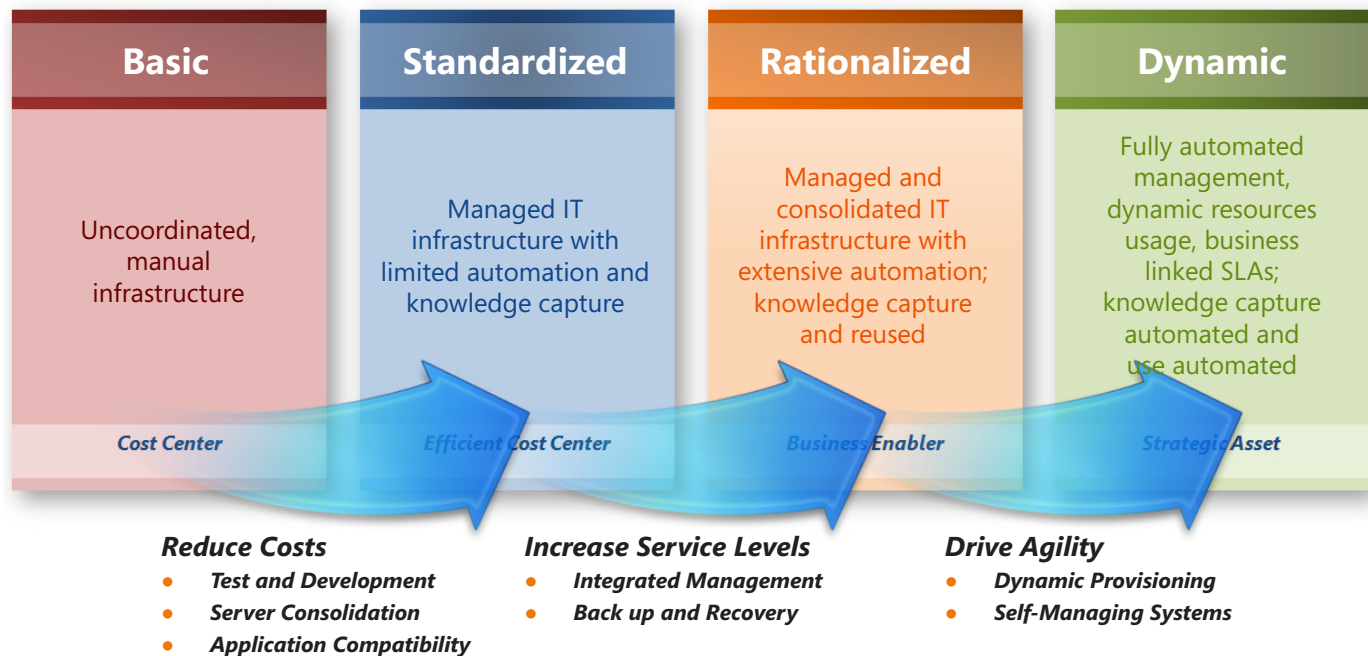 Basic
Uncoordinated,
manual
infrastructure
Cost Center
Standardized
Managed IT
infrastructure with
limited automation and
knowledge capture
Efficient Cost Center
Rationalized
Managed and
consolidated IT
infrastructure with
extensive automation;
knowledge capture
and reused
Business Enabler
Dynamic
Fully automated
management,
dynamic resources
usage, business
linked SLAs;
knowledge capture
automated and
use automated
Strategic Asset
Reduce Costs
● Test and Development
● Server Consolidation
● Application Compatibility
Increase Service Levels
● Integrated Management
● Back up and Recovery
Drive Agility
● Dynamic Provisioning
● Self-Managing Systems